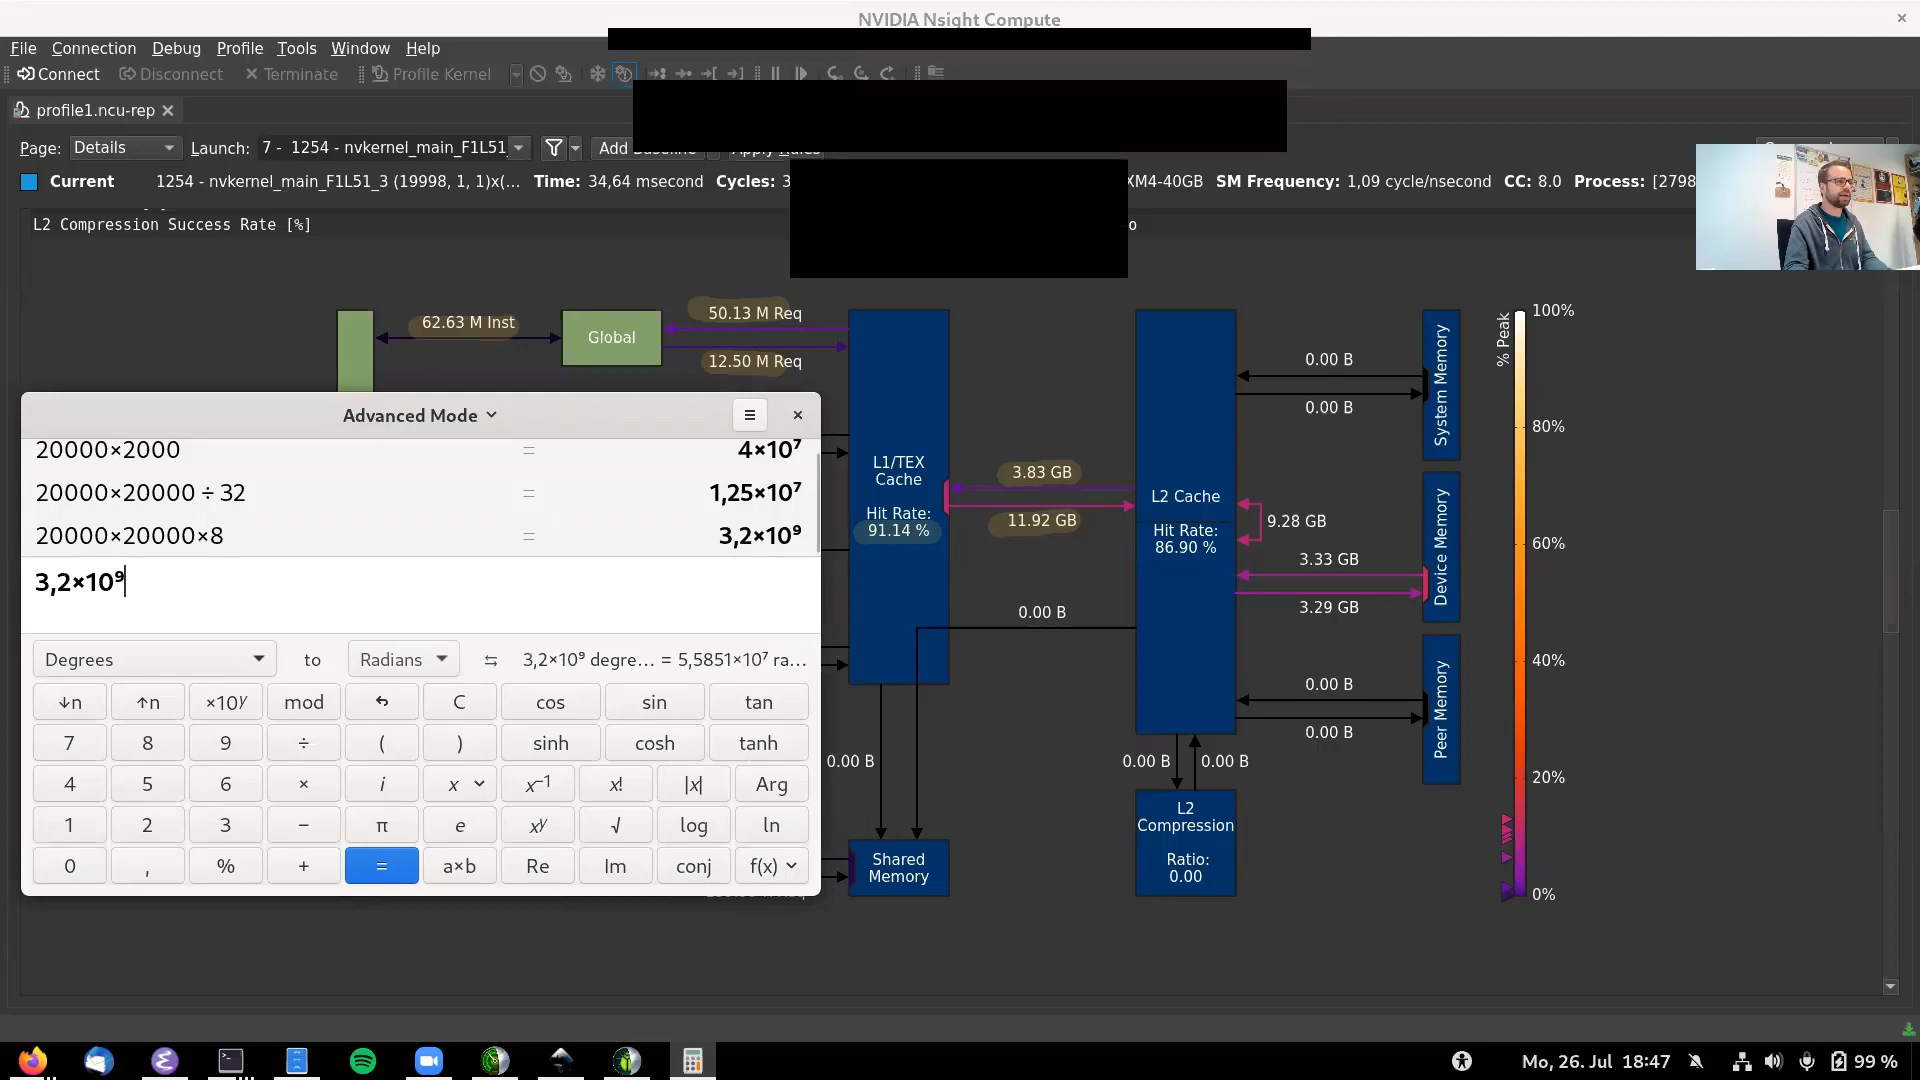 NVIDIA Nsight Compute
File Connection Debug Profile Tools Window Help
Connect Disconnect Terminate Profile Kernel
profile1.ncu-rep
Page: Details Launch: 7 - 1254 - nvkernel_main_F1L51 Add
Current 1254 - nvkernel_main_F1L51_3 (19998, 1, 1)x(... Time: 34,64 msecond Cycles: 3 XM4-40GB SM Frequency: 1,09 cycle/nsecond CC: 8.0 Process: [2798
L2 Compression Success Rate [%] o
62.63 M Inst
Global
50.13 M Req
12.50 M Req
L1/TEX
Cache
Hit Rate:
91.14 %
3.83 GB
11.92 GB
0.00 B
L2 Cache
Hit Rate:
86.90 %
9.28 GB
0.00 B
0.00 B
3.33 GB
3.29 GB
0.00 B
0.00 B
System Memory
Device Memory
Peer Memory
% Peak
100%
80%
60%
40%
20%
0%
0.00 B
0.00 B
0.00 B
L2
Compression
Ratio:
0.00
Shared
Memory
Advanced Mode
20000×2000 = 4×10⁷
20000×20000÷32 = 1,25×10⁷
20000×20000×8 = 3,2×10⁹
3,2×10⁹
Degrees to Radians 3,2×10⁹ degre... = 5,5851×10⁷ ra...
↓n ↑n ×10ʸ mod C cos sin tan
7 8 9 ÷ ( ) sinh cosh tanh
4 5 6 × i x x⁻¹ x! |x| Arg
1 2 3 − π e xʸ √ log ln
0 , % + = a×b Re Im conj f(x)
Mo, 26. Jul 18:47 99 %